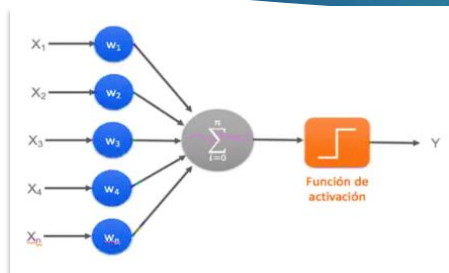 X1
w1
X2
w2
X3
w3
X4
w4
Xn
wn
n
∑
i=0
Y
Función de
activación